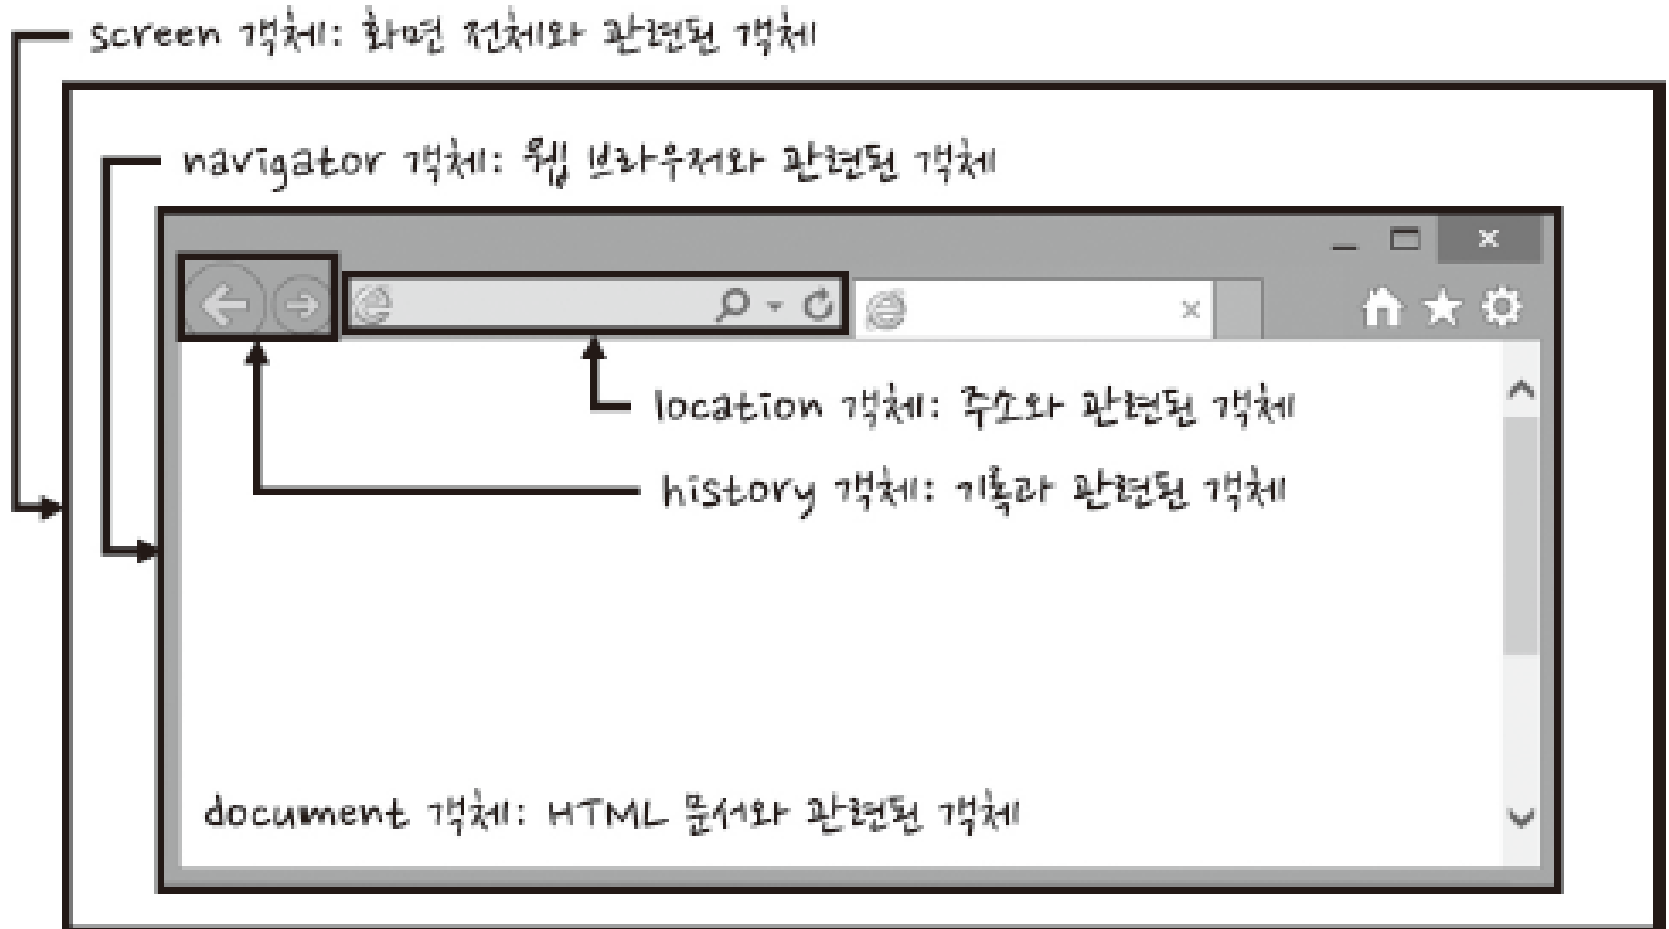 screen 객체: 화면 전체와 관련된 객체
navigator 객체: 웹 브라우저와 관련된 객체
location 객체: 주소와 관련된 객체
history 객체: 기록과 관련된 객체
document 객체: HTML 문서와 관련된 객체